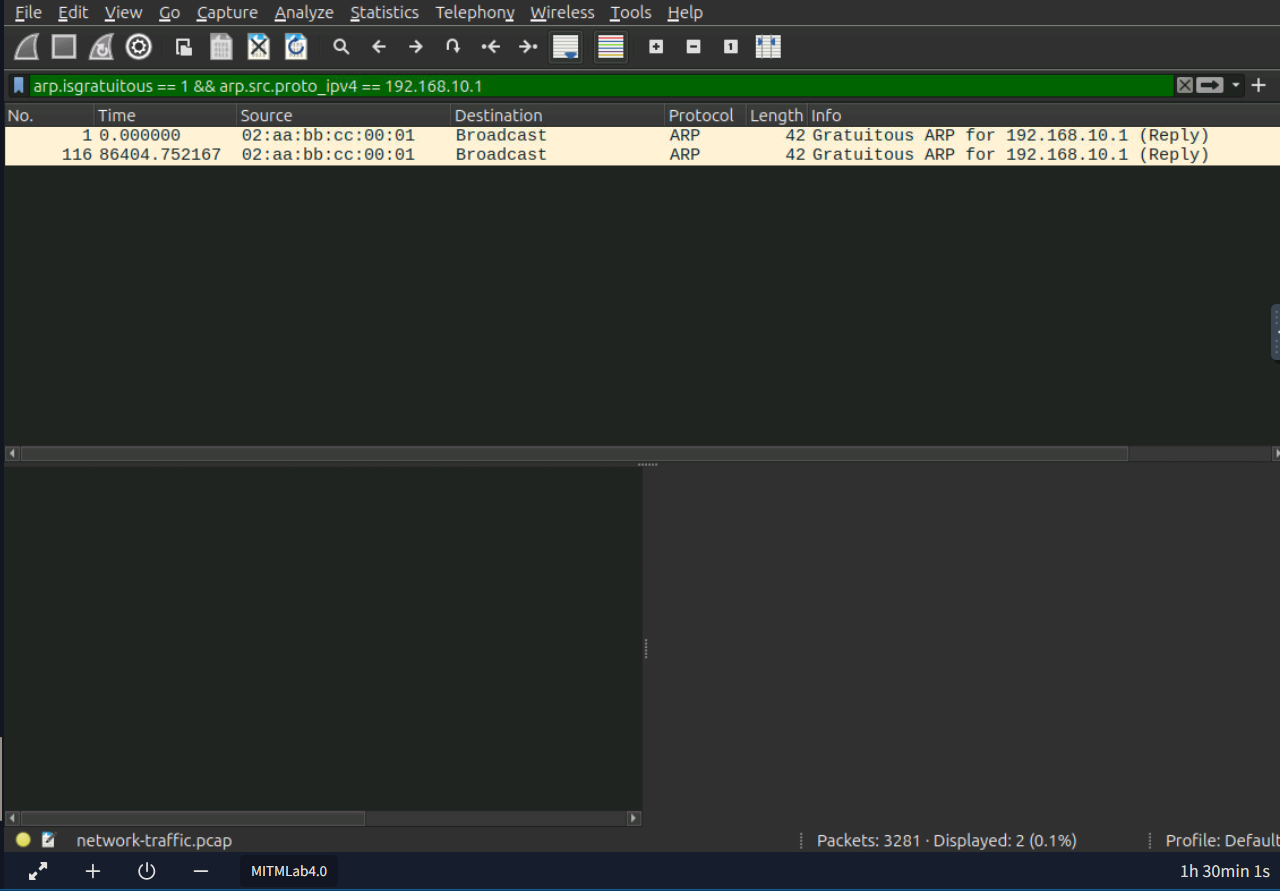 File Edit View Go Capture Analyze Statistics Telephony Wireless Tools Help
arp.isgratuitous == 1 && arp.src.proto_ipv4 == 192.168.10.1
No. Time Source Destination Protocol Length Info
1 0.000000 02:aa:bb:cc:00:01 Broadcast ARP 42 Gratuitous ARP for 192.168.10.1 (Reply)
116 86404.752167 02:aa:bb:cc:00:01 Broadcast ARP 42 Gratuitous ARP for 192.168.10.1 (Reply)
network-traffic.pcap Packets: 3281 · Displayed: 2 (0.1%) Profile: Default
MITMLab4.0 1h 30min 1s